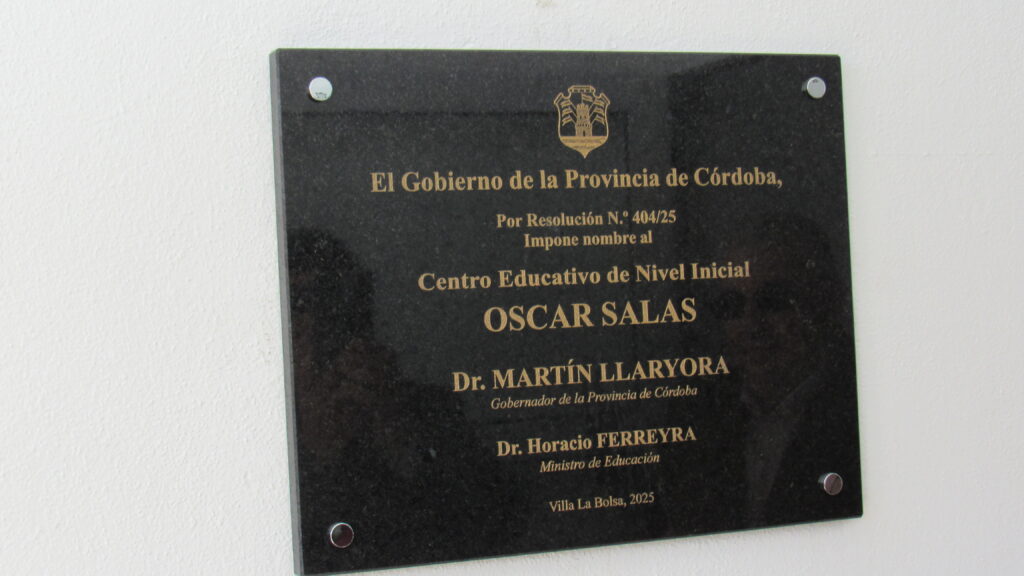 El Gobierno de la Provincia de Córdoba,
Por Resolución N.º 404/25
Impone nombre al
Centro Educativo de Nivel Inicial
OSCAR SALAS
Dr. MARTÍN LLARYORA
Gobernador de la Provincia de Córdoba
Dr. Horacio FERREYRA
Ministro de Educación
Villa La Bolsa, 2025